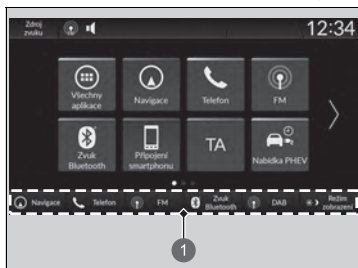 Zdroj
zvuku
12:34
Všechny
aplikace
Navigace
Telefon
FM
Zvuk
Bluetooth
Připojení
smartphonu
TA
Nabídka PHEV
Navigace
Telefon
FM
Zvuk
Bluetooth
DAB
Režim
zobrazení
1